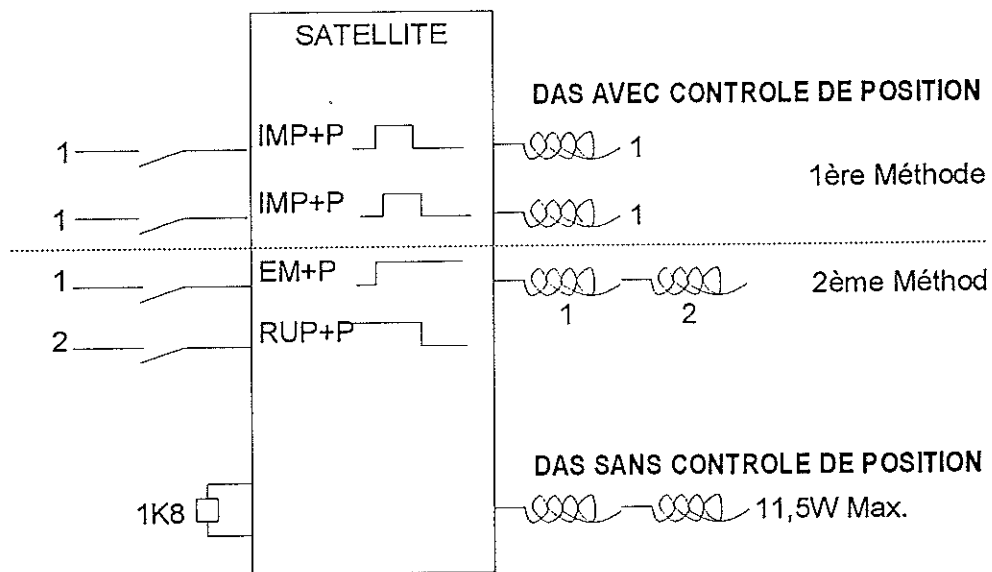 SATELLITE
DAS AVEC CONTROLE DE POSITION
1 IMP+P 1
1ère Méthode
1 IMP+P 1
1 EM+P 2ème Méthod
1 2
2 RUP+P
DAS SANS CONTROLE DE POSITION
1K8 11,5W Max.